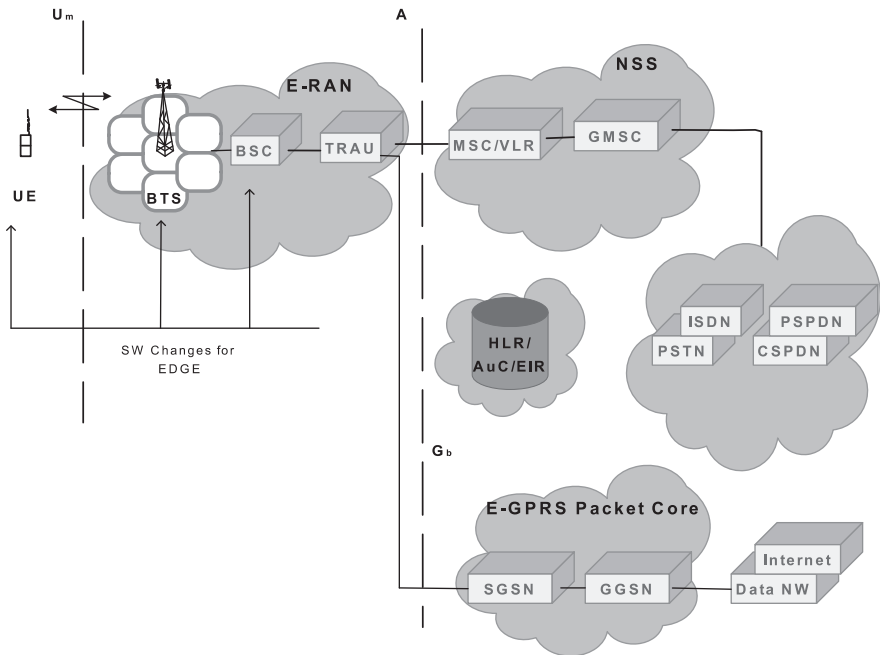 Um
A
E-RAN
NSS
BSC
TRAU
MSC/VLR
GMSC
UE
BTS
ISDN
PSPDN
PSTN
CSPDN
SW Changes for
EDGE
HLR/
AuC/EIR
Gb
E-GPRS Packet Core
Internet
SGSN
GGSN
Data NW